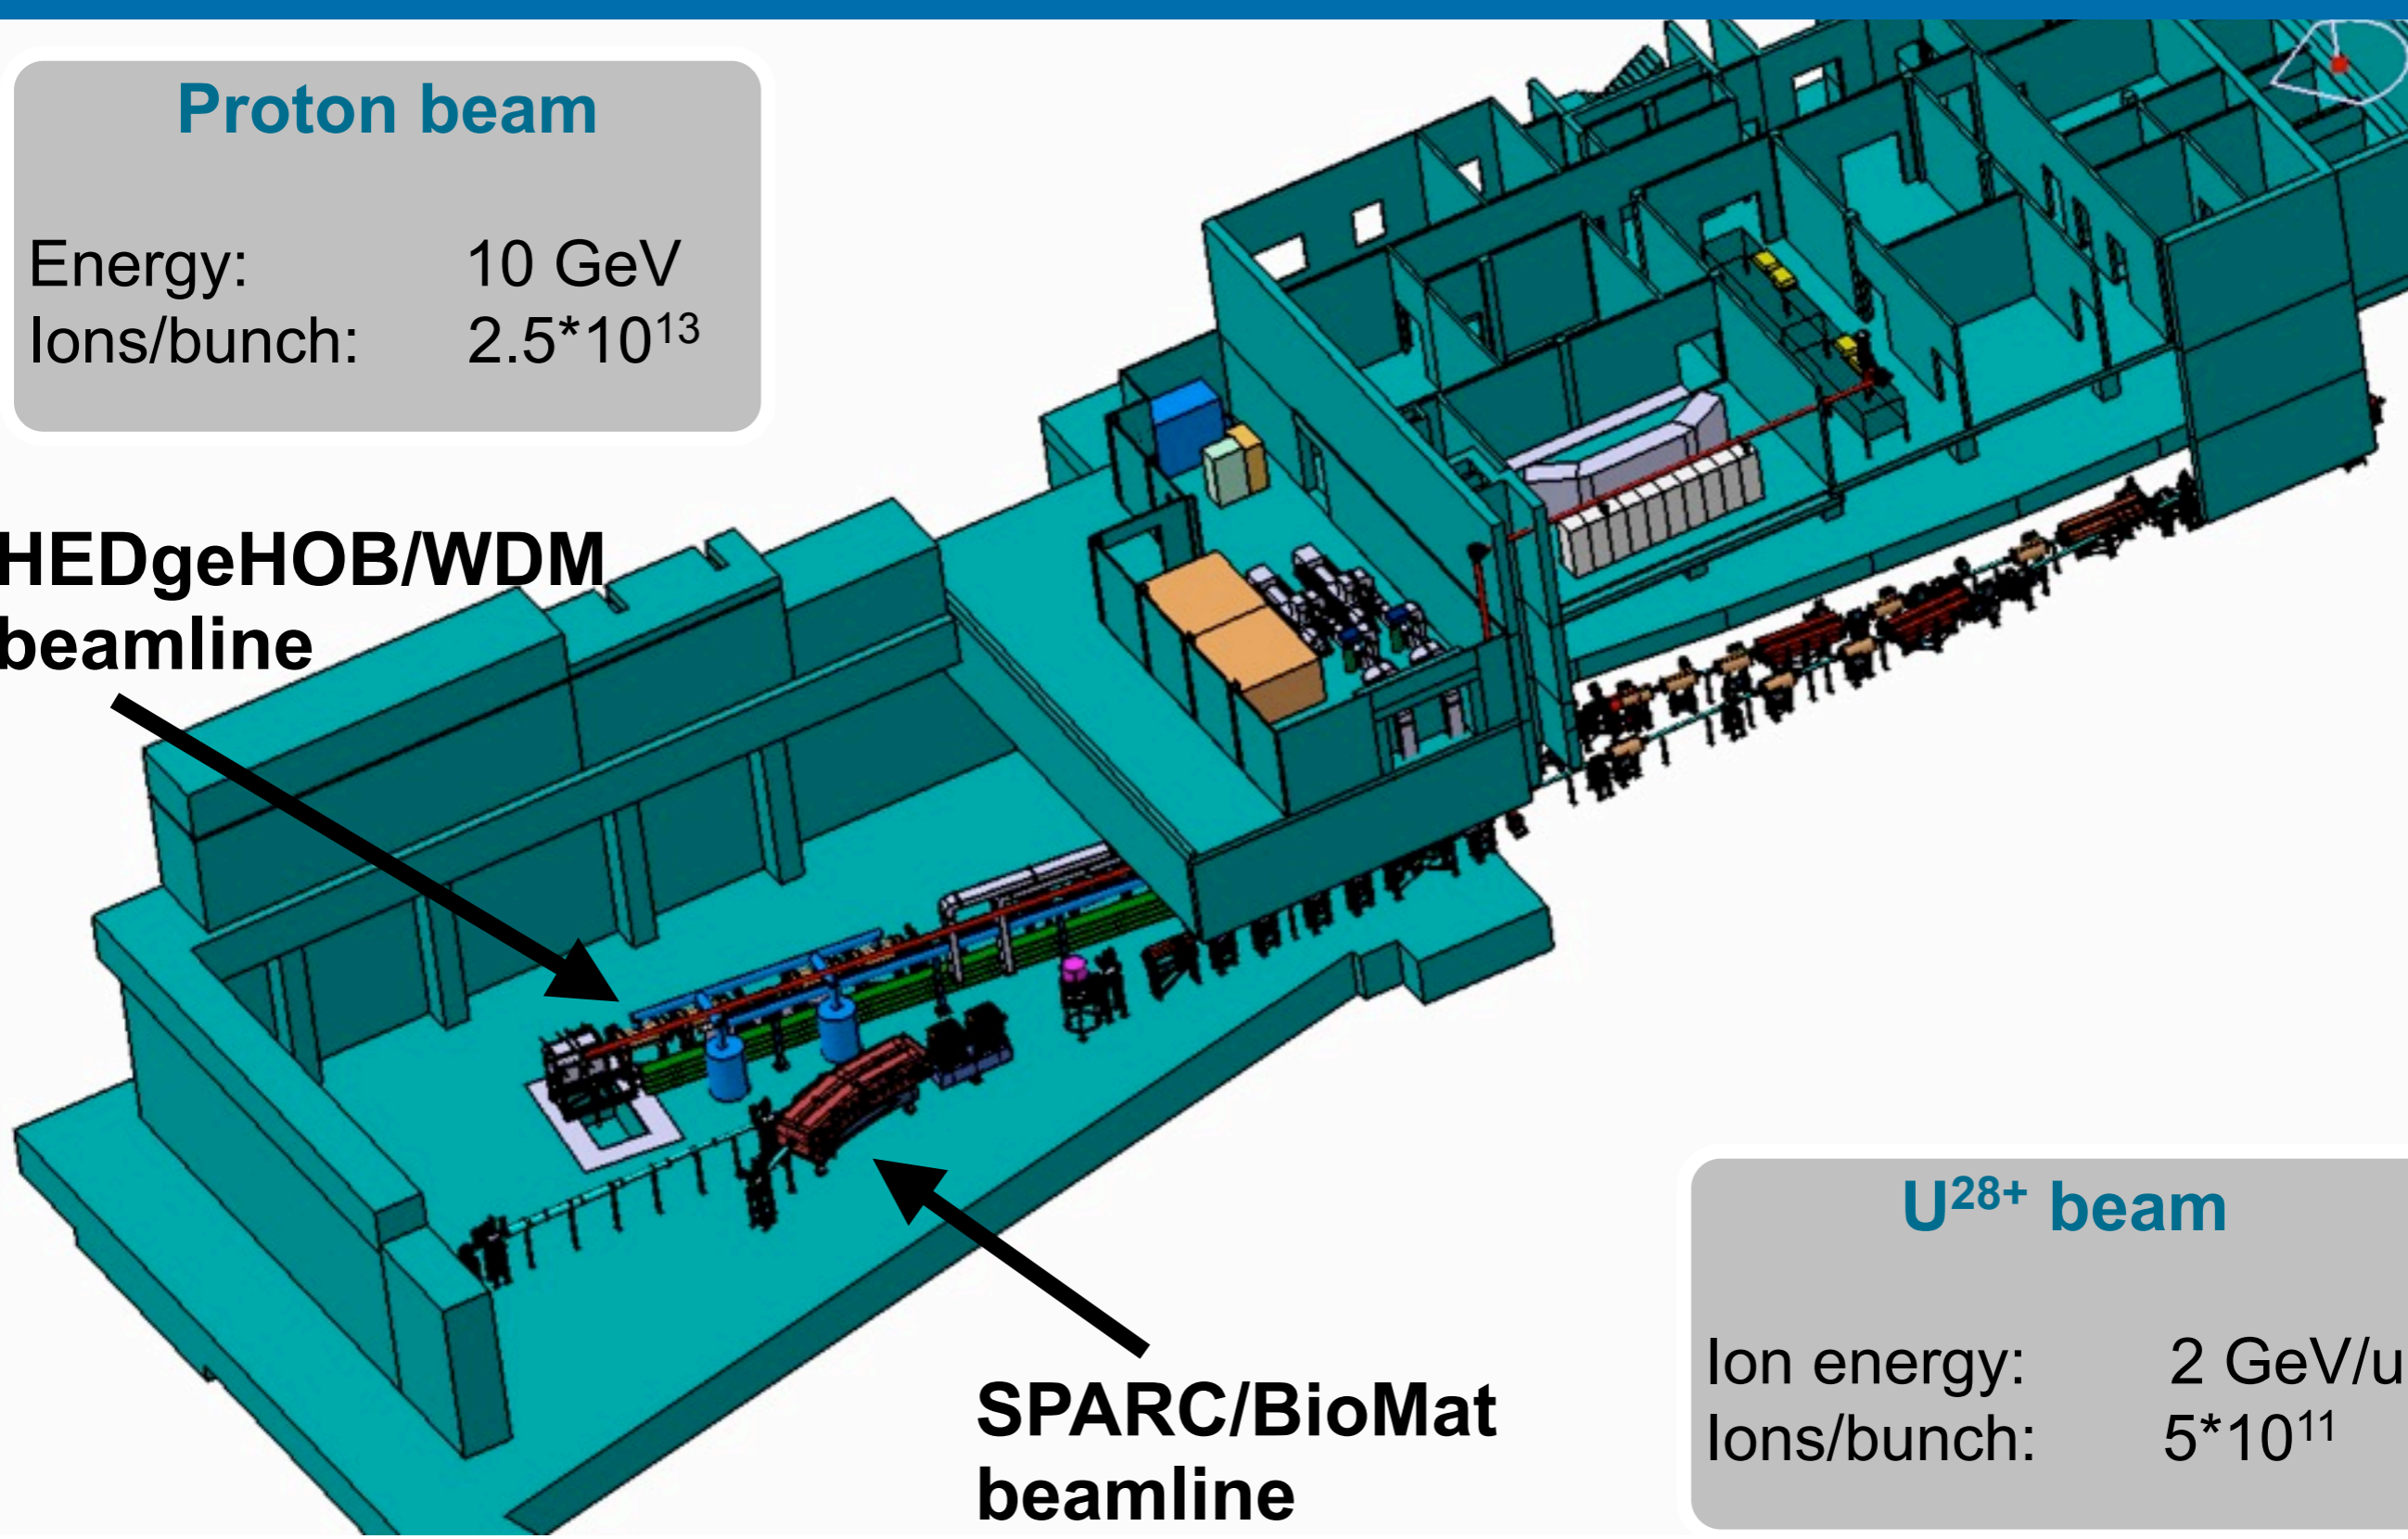 Proton beam
Energy: 10 GeV
Ions/bunch: 2.5*10¹³
HEDgeHOB/WDM
beamline
SPARC/BioMat
beamline
U²⁸⁺ beam
Ion energy: 2 GeV/u
Ions/bunch: 5*10¹¹